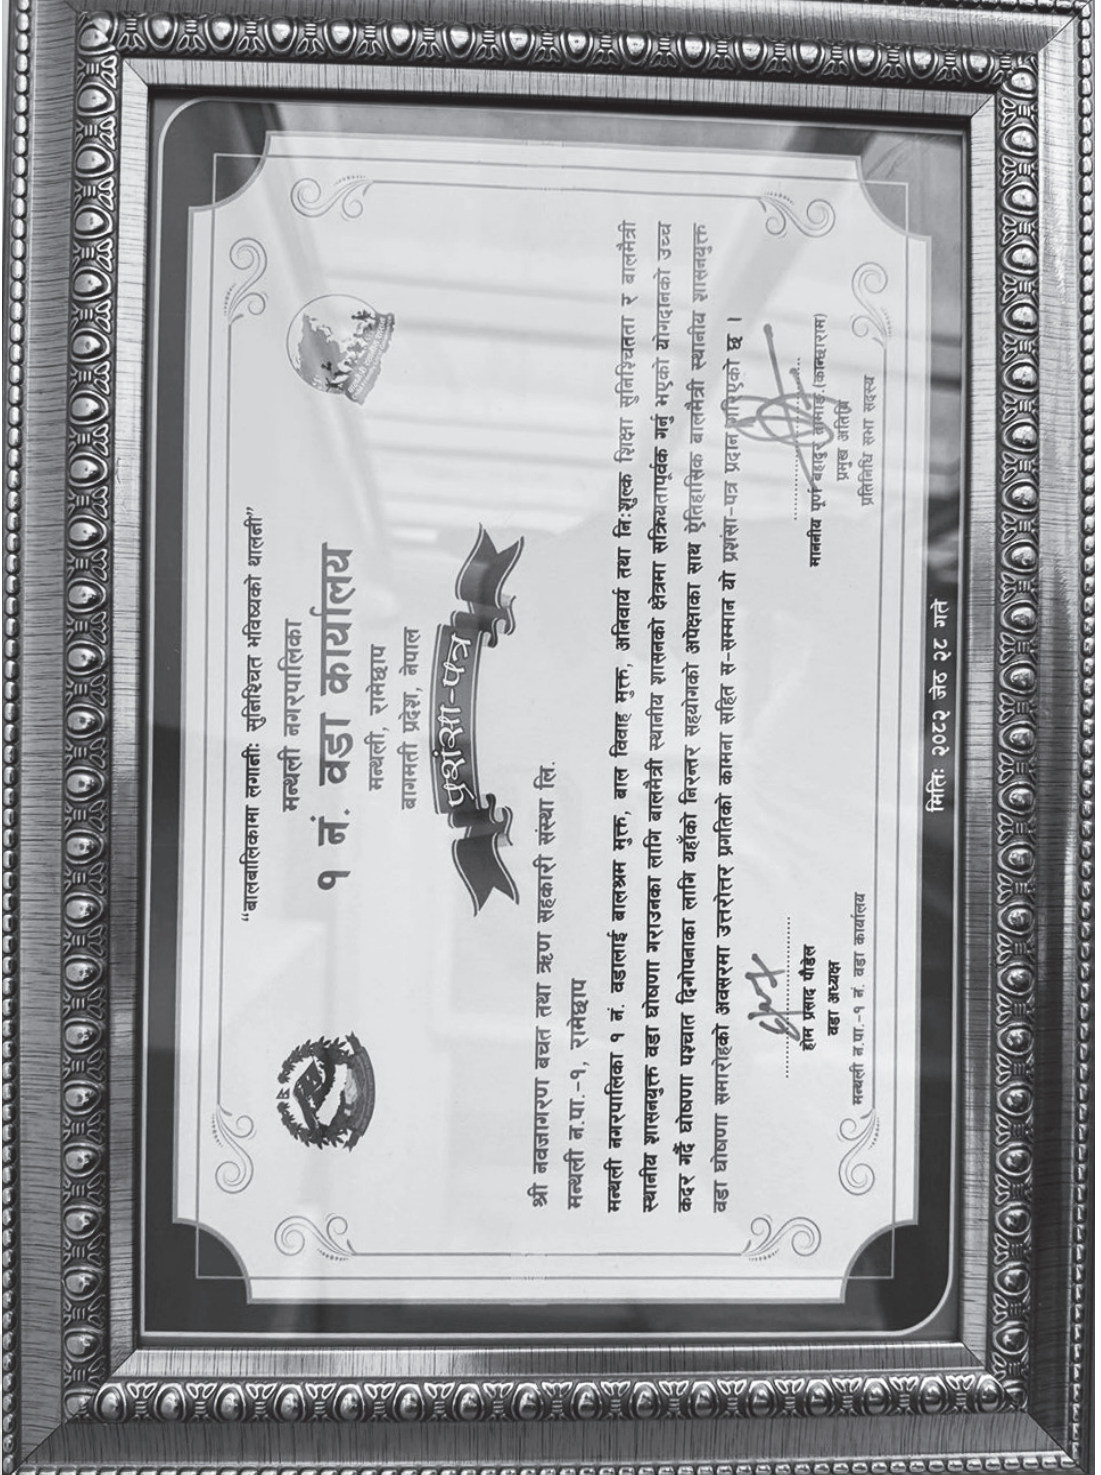 "बालबालिकामा लगानी: सुनिश्चित भविष्यको थालनी"
मन्थली नगरपालिका
१ नं. वडा कार्यालय
मन्थली, रामेछाप
बागमती प्रदेश, नेपाल
प्रशंसा-पत्र
श्री नवजागरण बचत तथा ऋण सहकारी संस्था लि.
मन्थली न.पा.-१, रामेछाप
मन्थली नगरपालिका १ नं. वडालाई बालश्रम मुक्त, बाल विवाह मुक्त, अनिवार्य तथा नि:शुल्क शिक्षा सुनिश्चितता र बालमैत्री
स्थानीय शासनयुक्त वडा घोषणा गराउनका लागि बालमैत्री स्थानीय शासनको क्षेत्रमा सक्रियतापूर्वक गर्नु भएको योगदानको उच्च
कदर गर्दै घोषणा पश्चात दिगोपनाका लागि यहाँको निरन्तर सहयोगको अपेक्षाका साथ ऐतिहासिक बालमैत्री स्थानीय शासनयुक्त
वडा घोषणा समारोहको अवसरमा उत्तरोत्तर प्रगतिको कामना सहित स-सम्मान यो प्रशंसा-पत्र प्रदान गरिएको छ ।
होम प्रसाद पौडेल
वडा अध्यक्ष
मन्थली न.पा.-१ नं. वडा कार्यालय
माननीय पूर्ण बहादुर तामाङ (कान्छाराम)
प्रमुख अतिथि
प्रतिनिधि सभा सदस्य
मिति: २०८२ जेठ २८ गते